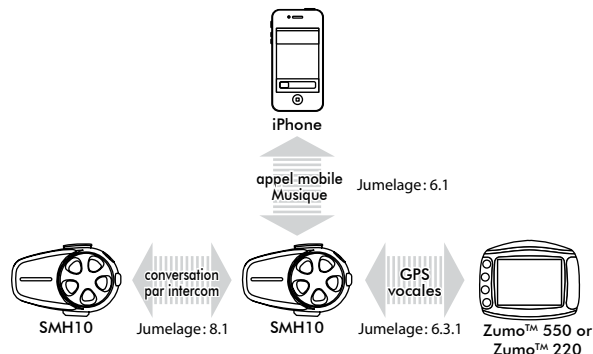 iPhone
appel mobile
Musique
Jumelage: 6.1
conversation
par intercom
GPS
vocales
SMH10
Jumelage: 8.1
SMH10
Jumelage: 6.3.1
Zumo™ 550 or
Zumo™ 220